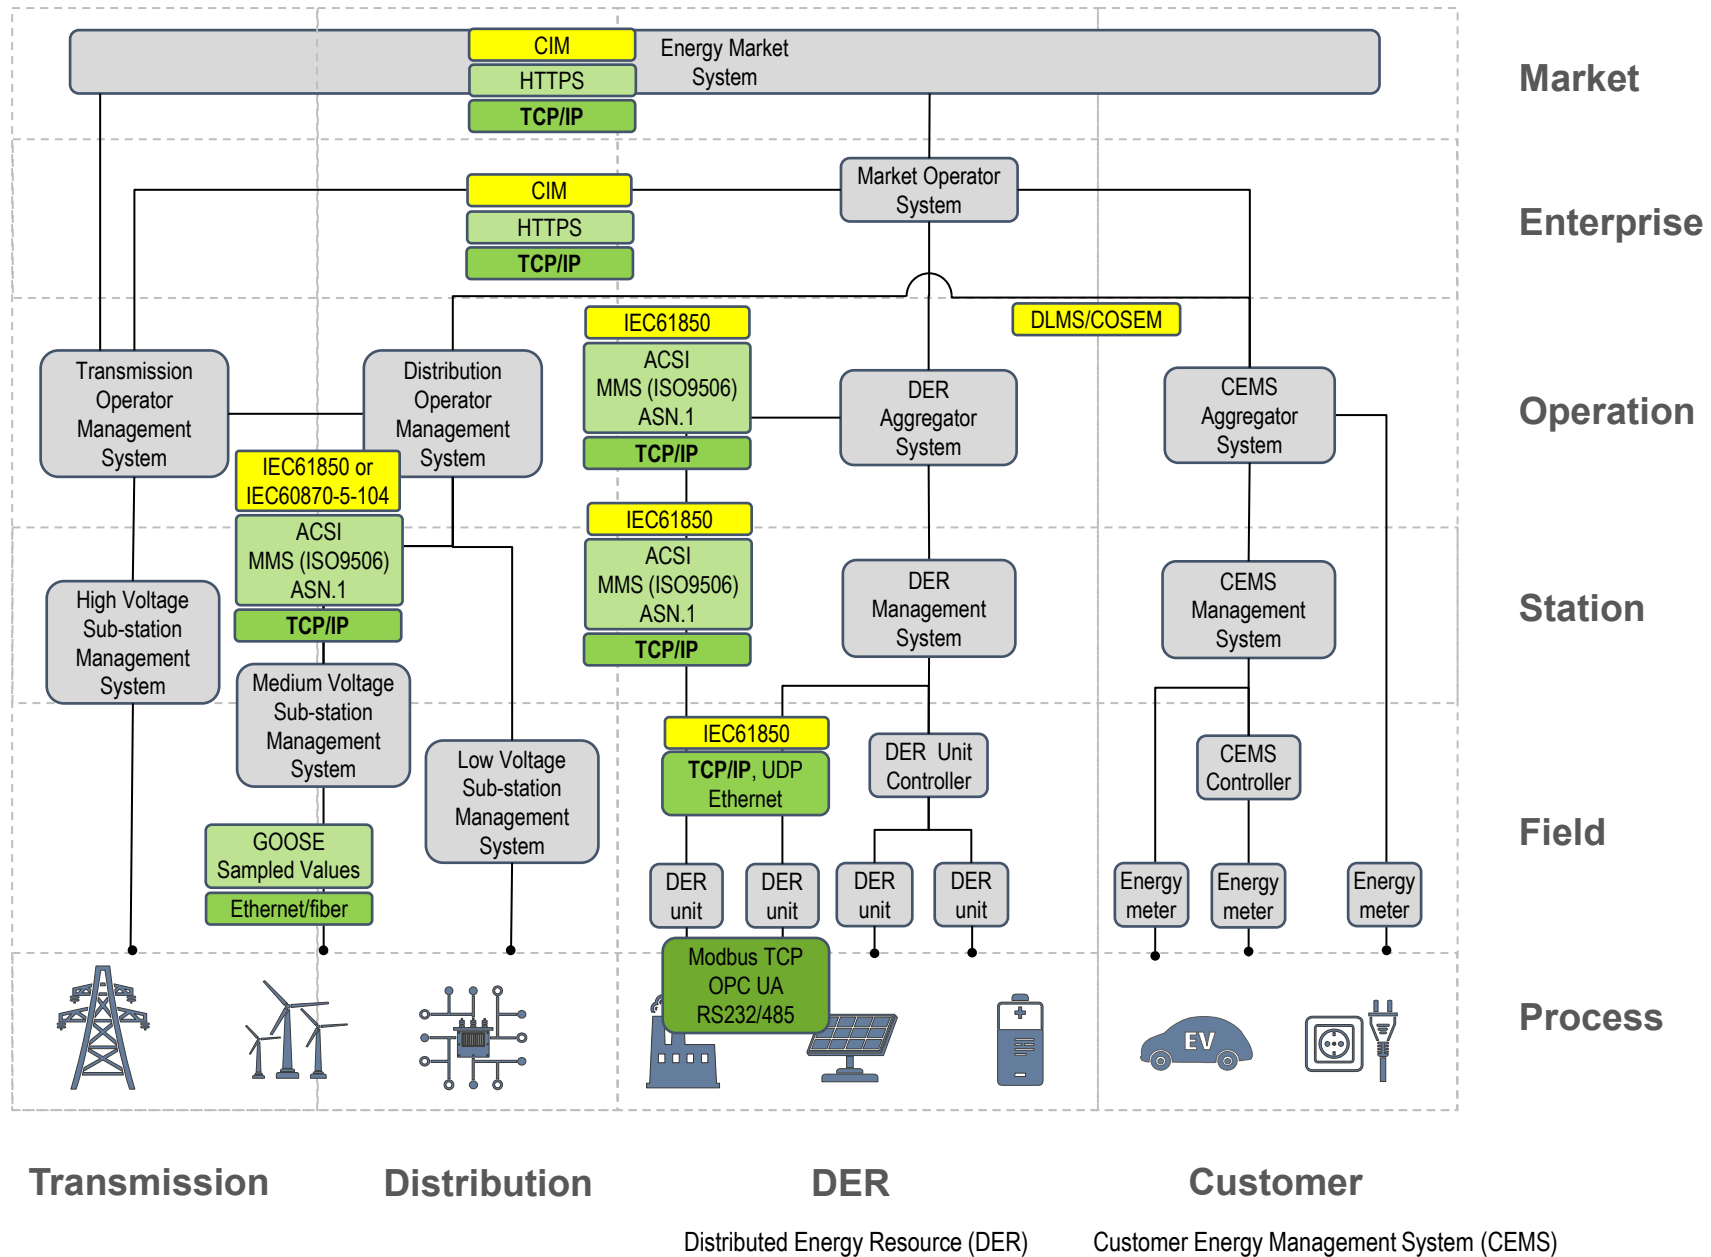 CIM
HTTPS
TCP/IP
Energy Market
System
Market
CIM
HTTPS
TCP/IP
Market Operator
System
Enterprise
Transmission
Operator
Management
System
Distribution
Operator
Management
System
IEC61850
ACSI
MMS (ISO9506)
ASN.1
TCP/IP
DLMS/COSEM
DER
Aggregator
System
CEMS
Aggregator
System
Operation
IEC61850 or
IEC60870-5-104
ACSI
MMS (ISO9506)
ASN.1
TCP/IP
IEC61850
ACSI
MMS (ISO9506)
ASN.1
TCP/IP
High Voltage
Sub-station
Management
System
DER
Management
System
CEMS
Management
System
Station
Medium Voltage
Sub-station
Management
System
Low Voltage
Sub-station
Management
System
IEC61850
TCP/IP, UDP
Ethernet
DER Unit
Controller
CEMS
Controller
Field
GOOSE
Sampled Values
Ethernet/fiber
DER
unit
DER
unit
DER
unit
DER
unit
Energy
meter
Energy
meter
Energy
meter
Modbus TCP
OPC UA
RS232/485
EV
Process
Transmission
Distribution
DER
Customer
Distributed Energy Resource (DER)
Customer Energy Management System (CEMS)